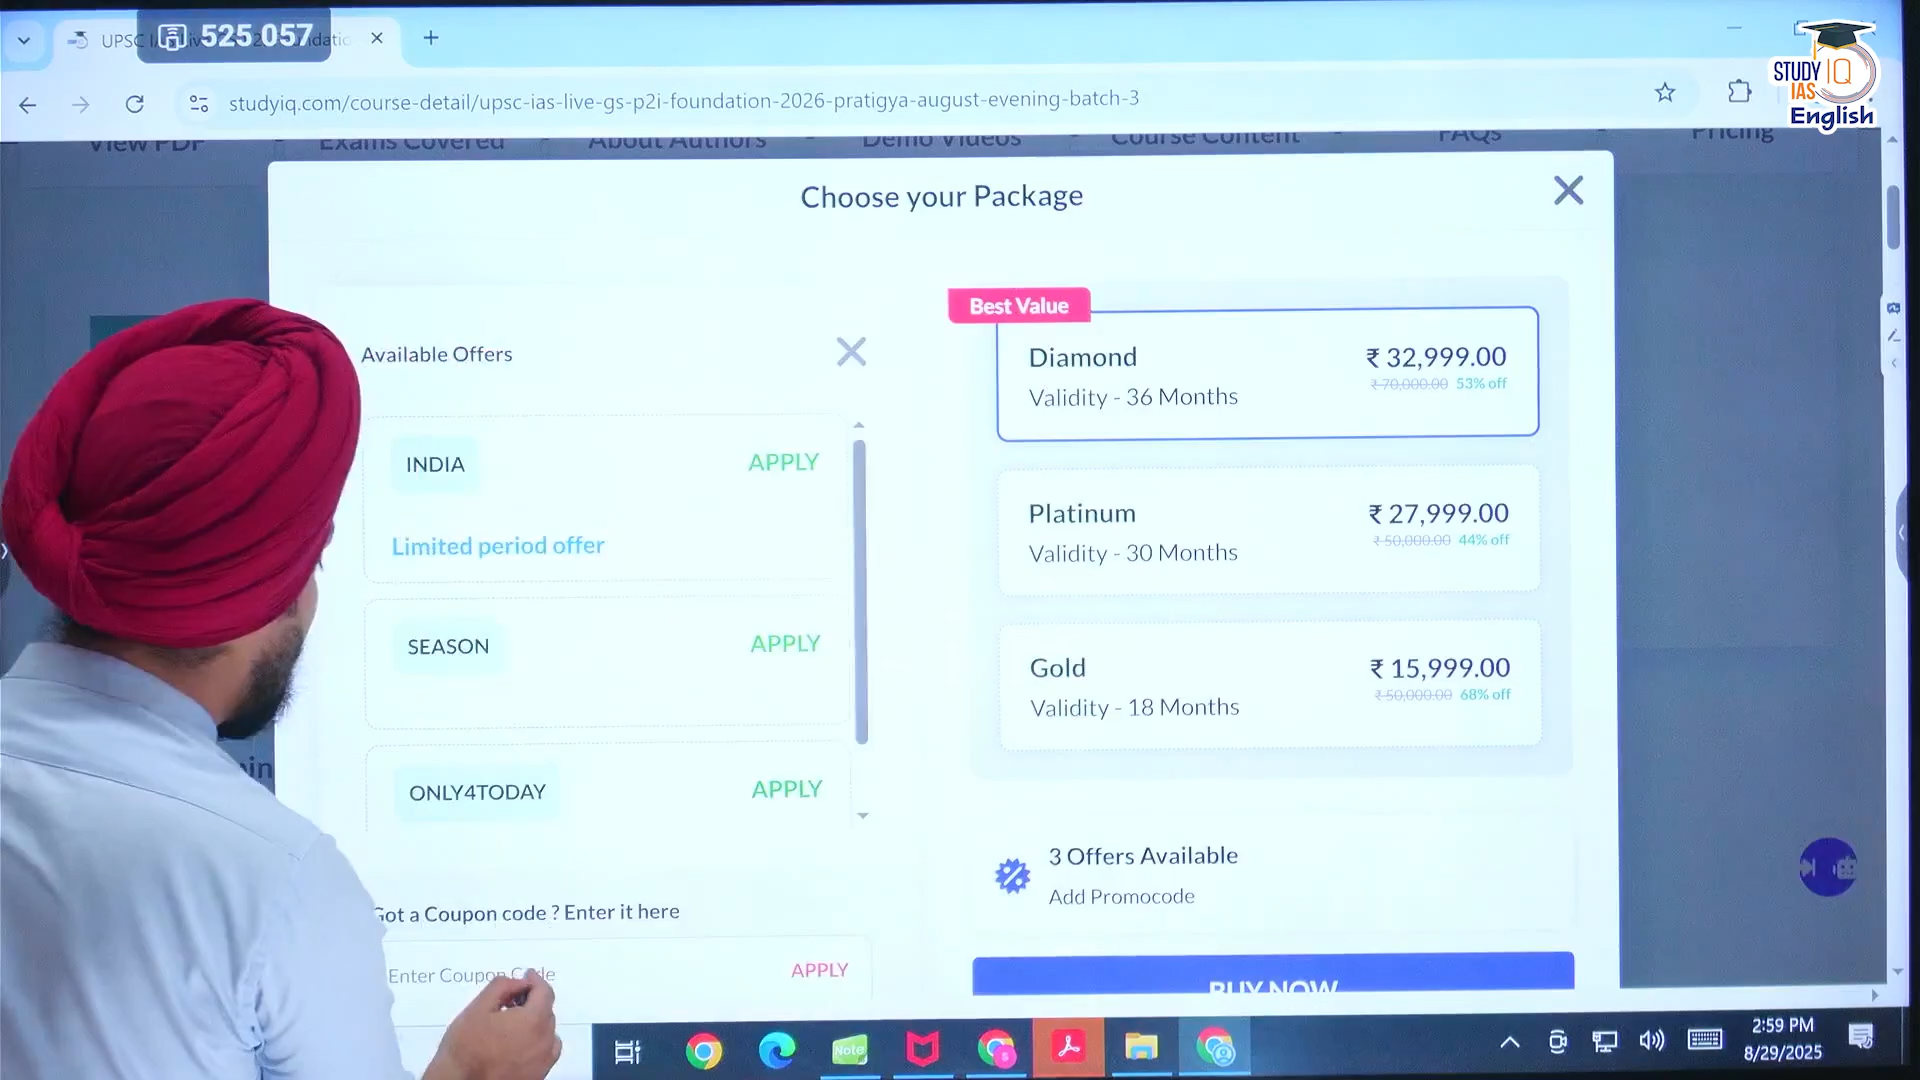 525 057
studyiq.com/course-detail/upsc-ias-live-gs-p2i-foundation-2026-pratigya-august-evening-batch-3
STUDY IQ
IAS
English
View PDF
Exams Covered
About Authors
Demo Videos
Course Content
FAQs
Pricing
Choose your Package
Available Offers
INDIA
APPLY
Limited period offer
SEASON
APPLY
ONLY4TODAY
APPLY
Got a Coupon code ? Enter it here
Enter Coupon Code
APPLY
Best Value
Diamond
₹ 32,999.00
Validity - 36 Months
₹ 70,000.00 53% off
Platinum
₹ 27,999.00
Validity - 30 Months
₹ 50,000.00 44% off
Gold
₹ 15,999.00
Validity - 18 Months
₹ 50,000.00 68% off
3 Offers Available
Add Promocode
BUY NOW
Note
2:59 PM
8/29/2025